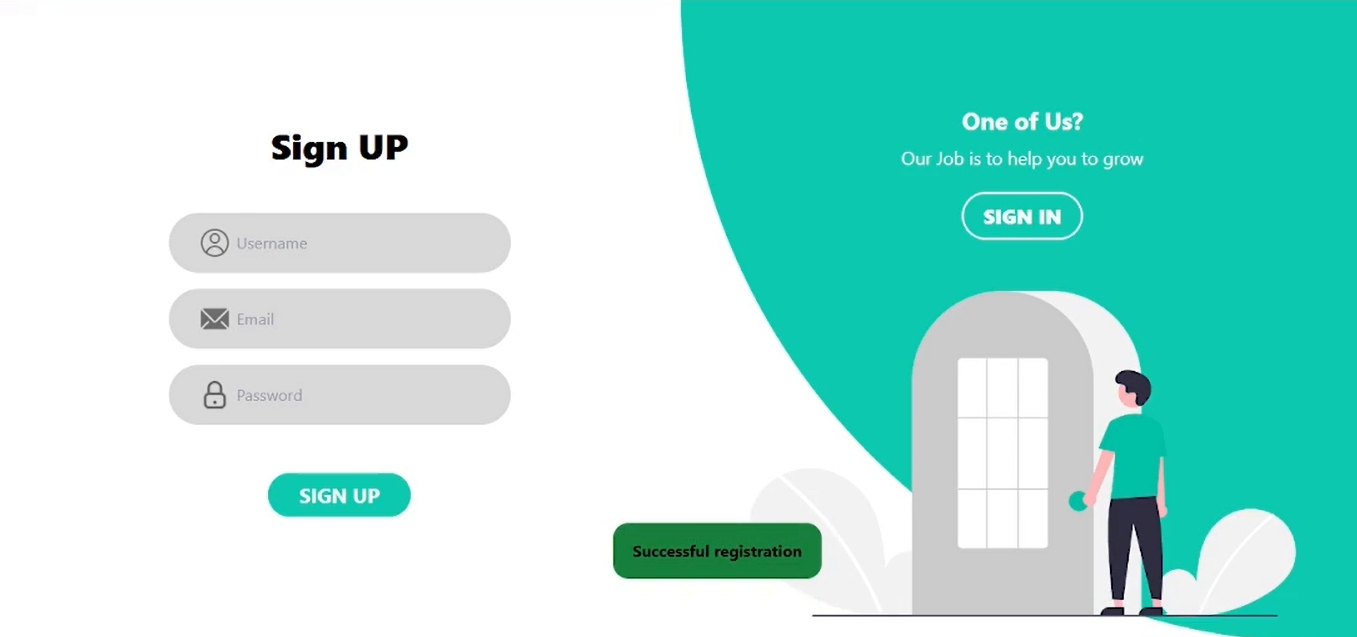 Sign UP
Username
Email
Password
SIGN UP
One of Us?
Our Job is to help you to grow
SIGN IN
Successful registration